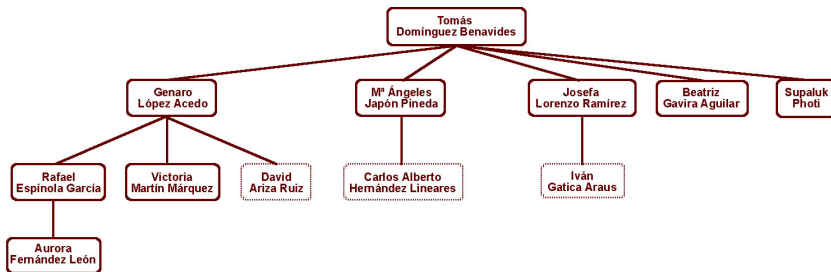 Tomás
Domínguez Benavides
Genaro
López Acedo
Mª Ángeles
Japón Pineda
Josefa
Lorenzo Ramírez
Beatriz
Gavira Aguilar
Supaluk
Photi
Rafael
Espínola García
Victoria
Martín Márquez
David
Ariza Ruiz
Carlos Alberto
Hernández Lineares
Iván
Gatica Araus
Aurora
Fernández León